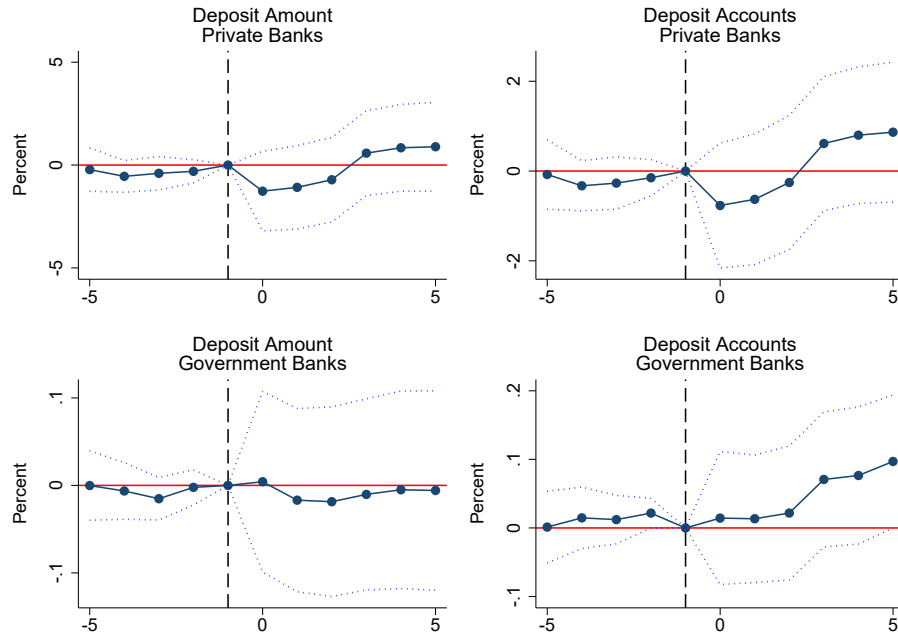 Deposit Amount
Private Banks
Percent
5
0
-5
-5
0
5
Deposit Accounts
Private Banks
Percent
2
0
-2
-5
0
5
Deposit Amount
Government Banks
Percent
.1
0
-.1
-5
0
5
Deposit Accounts
Government Banks
Percent
.2
.1
0
-.1
-5
0
5